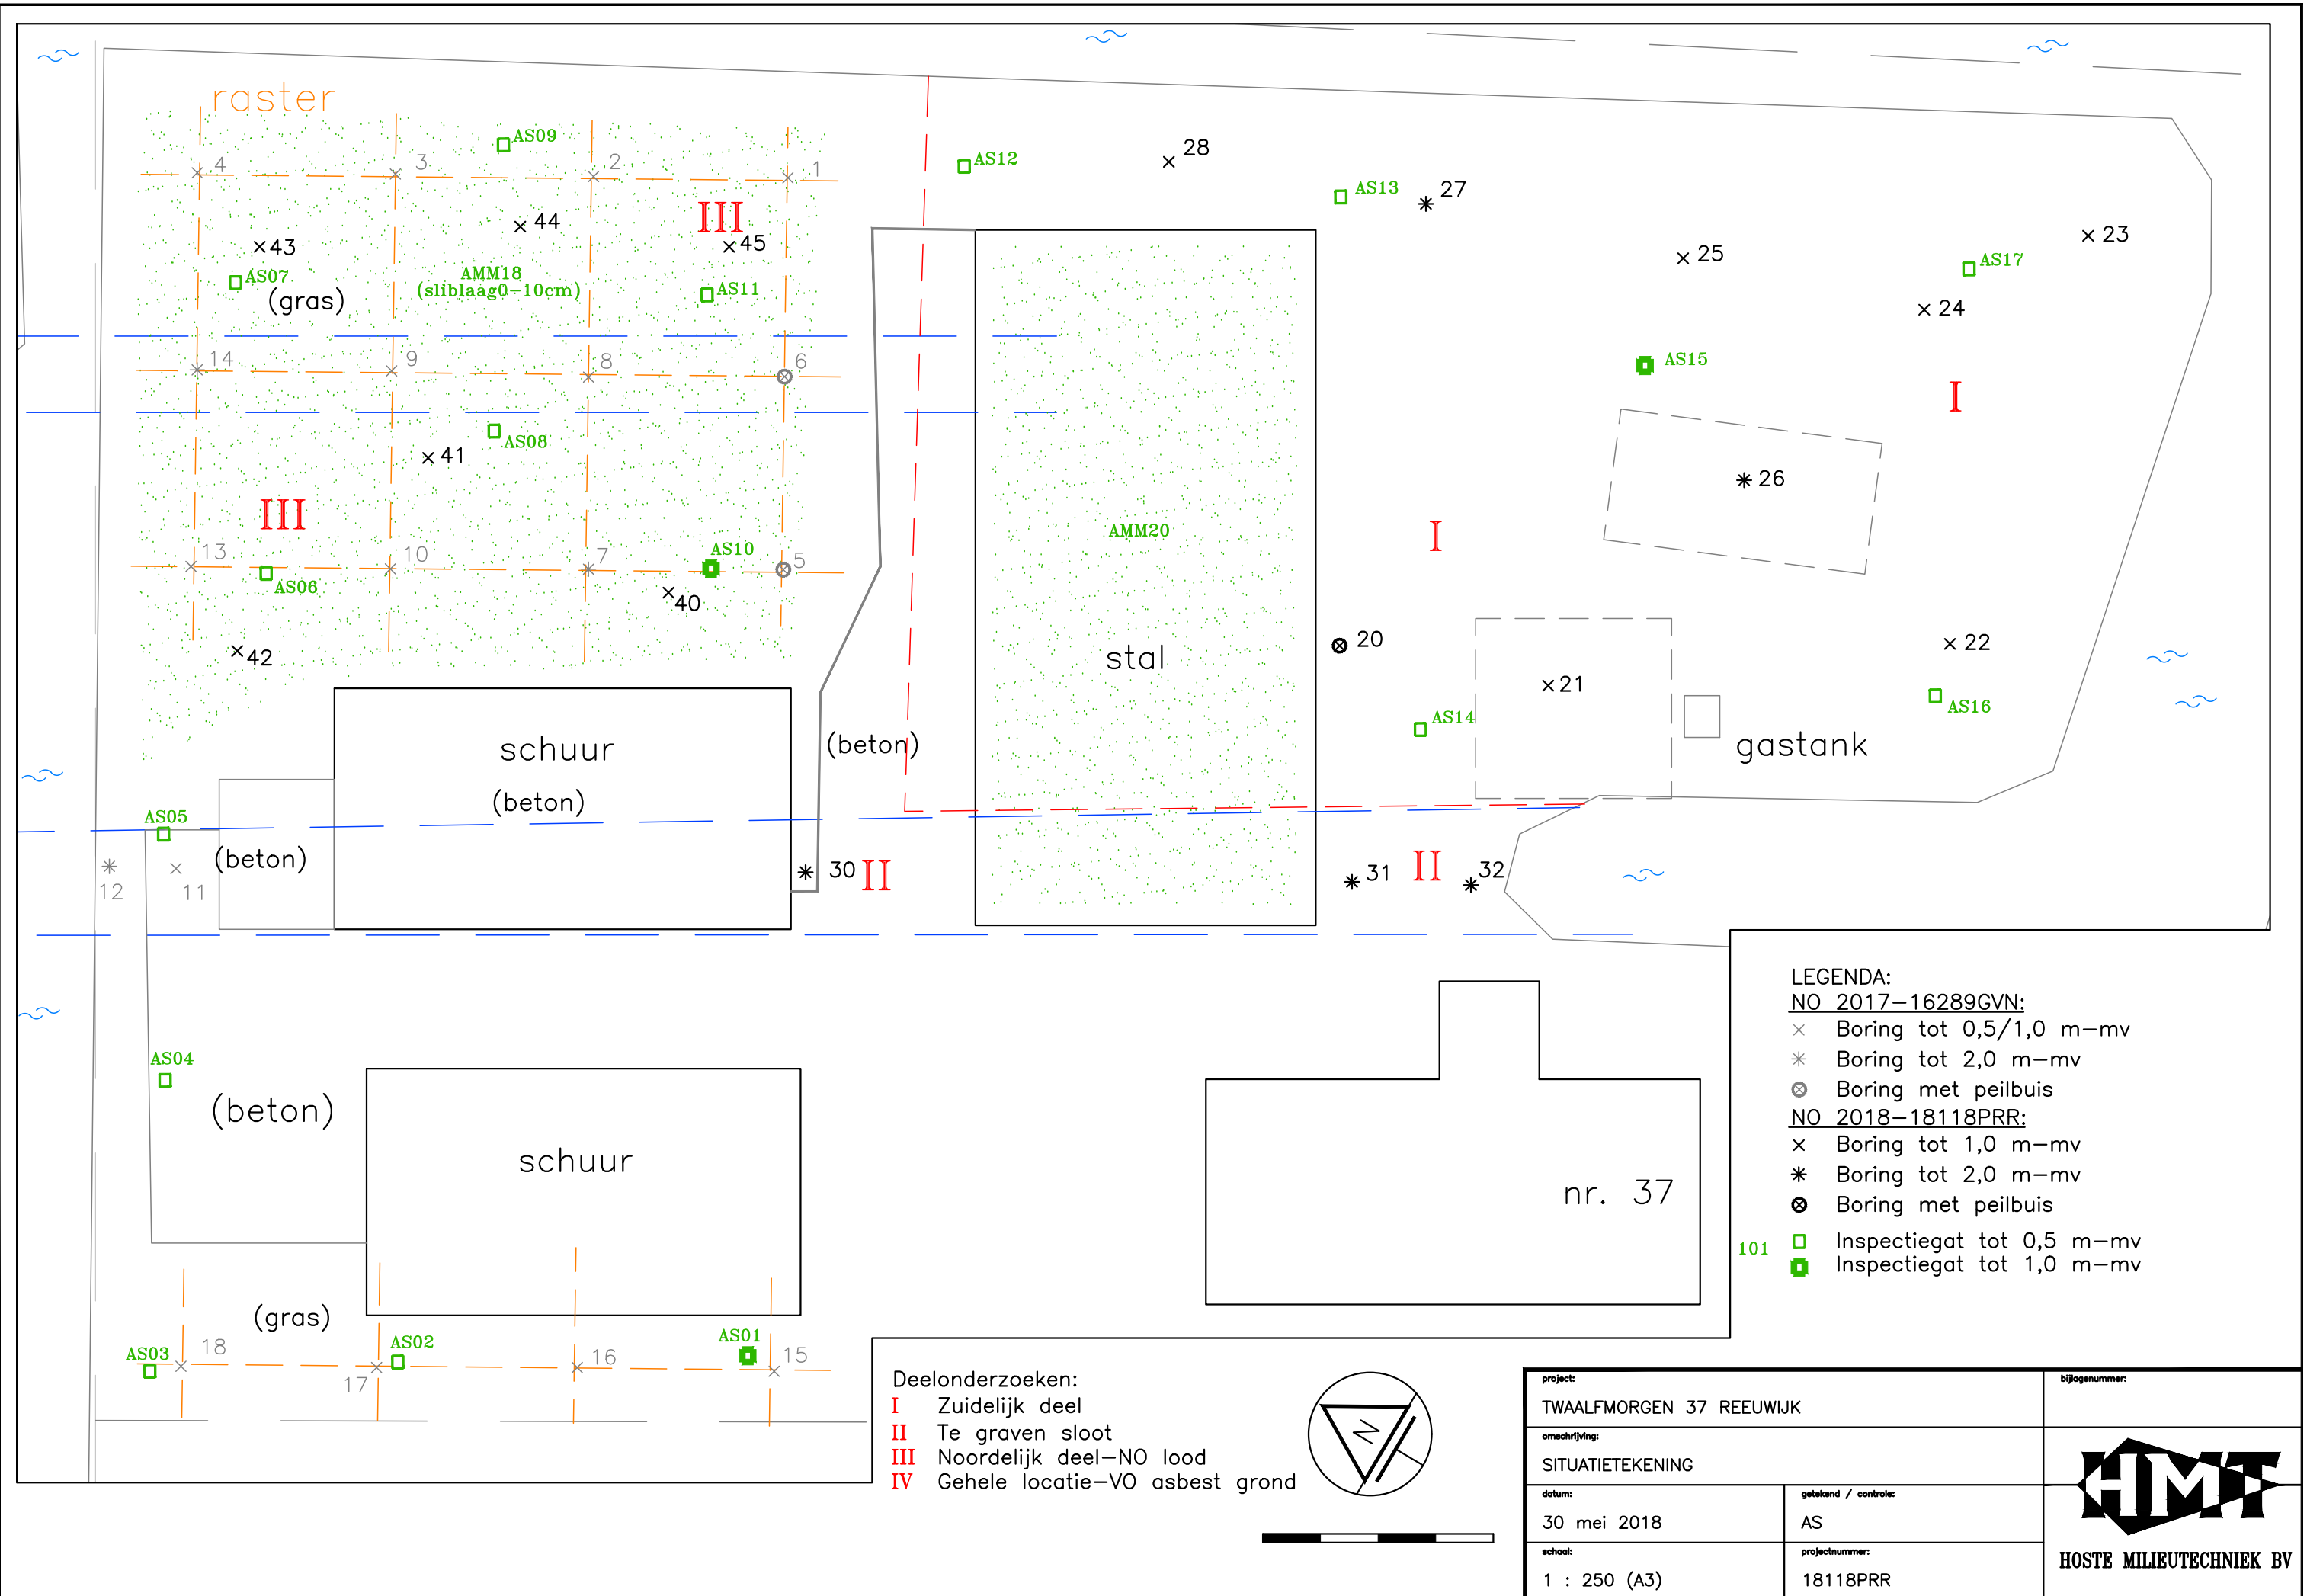 raster
AS09
4
3
2
1
AS12
28
AS13
27
III
44
43
45
25
23
AS17
AS07
AMM18
(sliblaag0-10cm)
(gras)
AS11
24
14
9
8
6
AS15
I
AS08
41
26
III
AMM20
I
13
10
7
AS10
5
AS06
40
20
22
42
stal
21
AS16
AS14
schuur
(beton)
gastank
(beton)
AS05
(beton)
12
11
30
II
31
II
32
AS04
(beton)
schuur
nr. 37
(gras)
AS03
18
AS02
17
16
AS01
15
LEGENDA:
NO 2017-16289GVN:
Boring tot 0,5/1,0 m-mv
Boring tot 2,0 m-mv
Boring met peilbuis
NO 2018-18118PRR:
Boring tot 1,0 m-mv
Boring tot 2,0 m-mv
Boring met peilbuis
101 Inspectiegat tot 0,5 m-mv
Inspectiegat tot 1,0 m-mv
Deelonderzoeken:
I Zuidelijk deel
II Te graven sloot
III Noordelijk deel-NO lood
IV Gehele locatie-VO asbest grond
N
project:
TWAALFMORGEN 37 REEUWIJK
bijlagenummer:
omschrijving:
SITUATIETEKENING
datum:
30 mei 2018
getekend / controle:
AS
schaal:
1 : 250 (A3)
projectnummer:
18118PRR
HMT
HOSTE MILIEUTECHNIEK BV